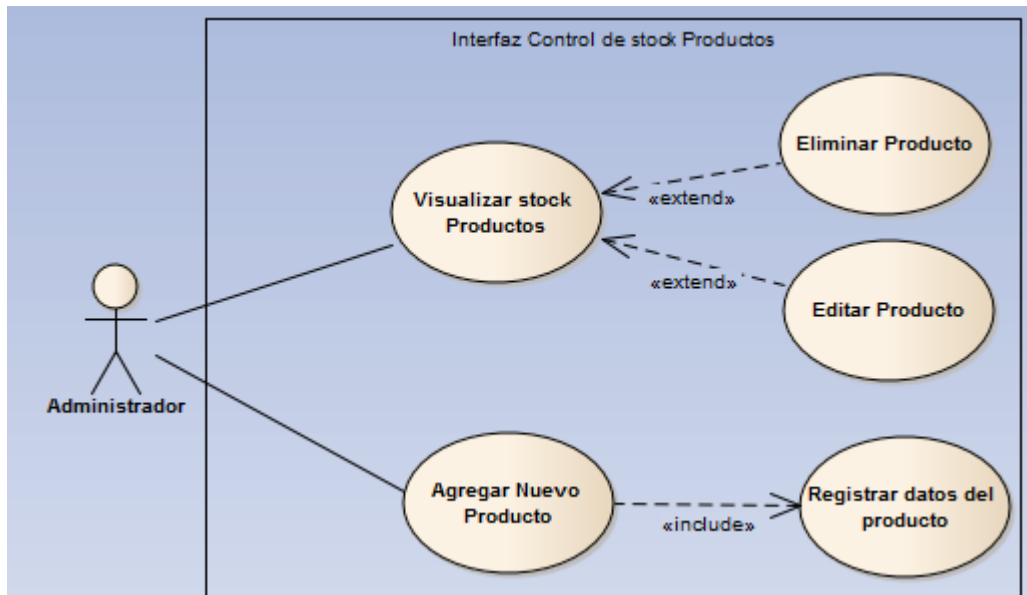 Interfaz Control de stock Productos
Eliminar Producto
Visualizar stock
Productos
«extend»
«extend»
Editar Producto
Administrador
Agregar Nuevo
Producto
«include»
Registrar datos del
producto